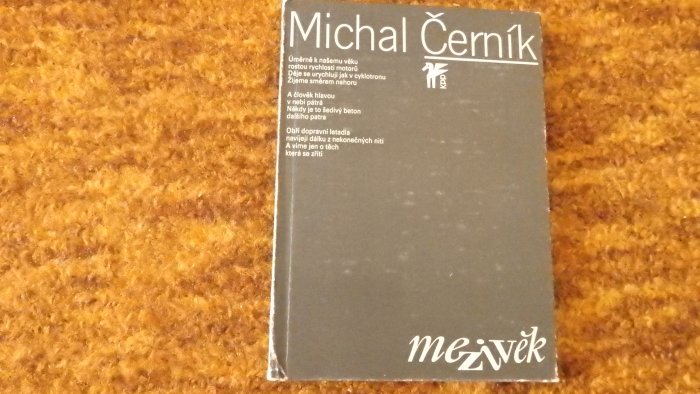 Michal Černík
Úměrně k našemu věku
rostou rychlosti motorů
Děje se urychlují jak v cyklotronu
Žijeme směrem nahoru
A člověk hlavou
v nebi pátrá
Někdy je to šedivý beton
dalšího patra
Obří dopravní letadla
navíjejí dálku z nekonečných nití
A víme jen o těch
která se zřítí
KPP
mezivěk